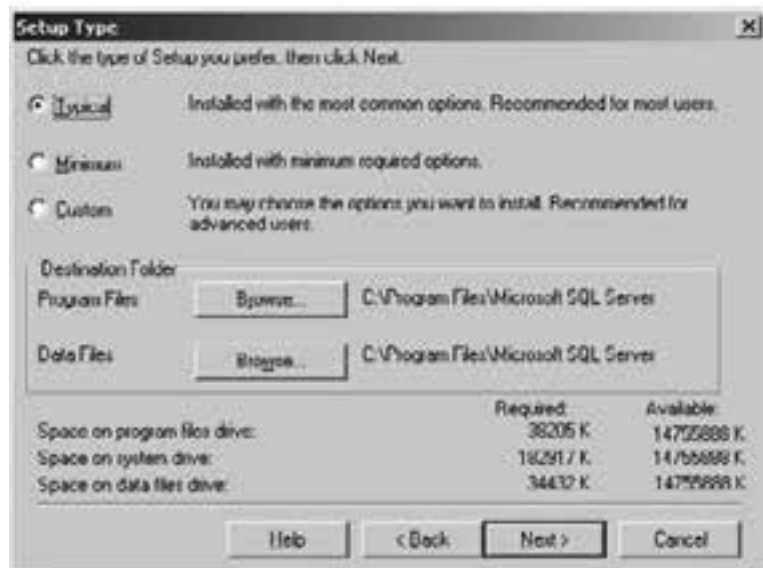 Setup Type
Click the type of Setup you prefer, then click Next.
Typical Installed with the most common options. Recommended for most users.
Minimum Installed with minimum required options.
Custom You may choose the options you want to install. Recommended for
advanced users.
Destination Folder
Program Files Browse... C:\Program Files\Microsoft SQL Server
Data Files Browse... C:\Program Files\Microsoft SQL Server
Required: Available:
Space on program files drive: 38205 K 14755888 K
Space on system drive: 182917 K 14755888 K
Space on data files drive: 34432 K 14755888 K
Help < Back Next > Cancel